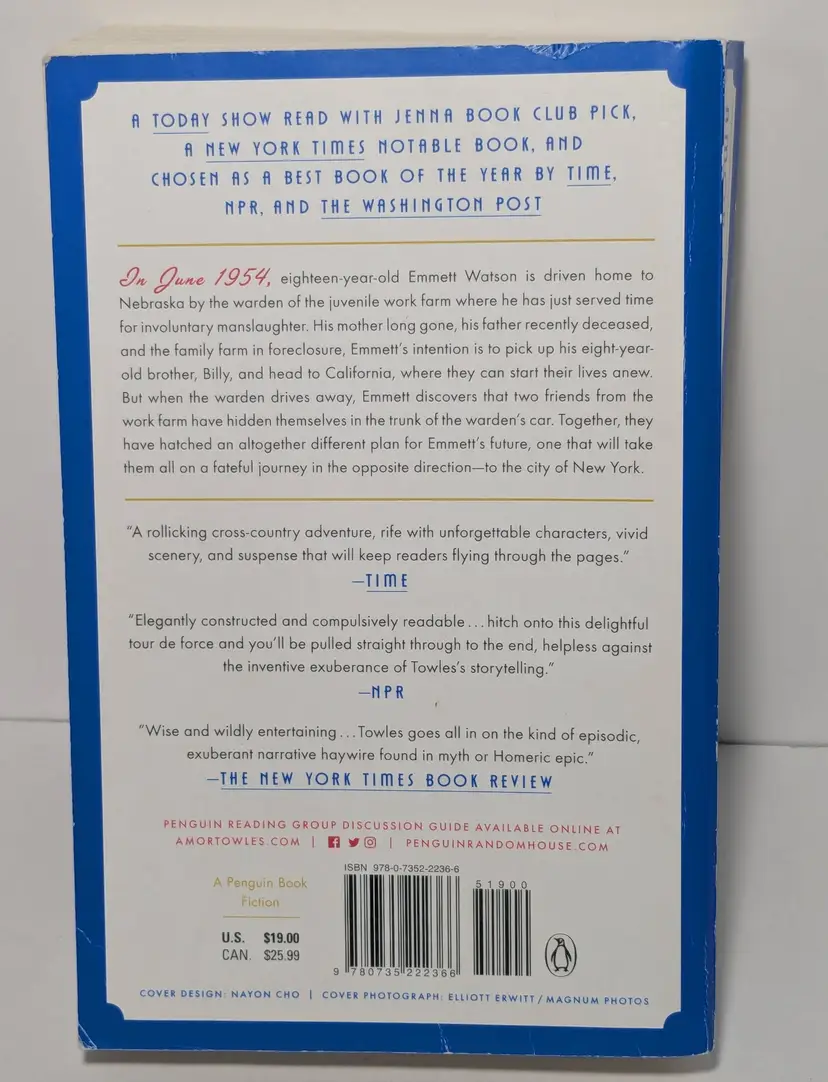 A TODAY SHOW READ WITH JENNA BOOK CLUB PICK,
A NEW YORK TIMES NOTABLE BOOK, AND
CHOSEN AS A BEST BOOK OF THE YEAR BY TIME,
NPR, AND THE WASHINGTON POST
In June 1954, eighteen-year-old Emmett Watson is driven home to
Nebraska by the warden of the juvenile work farm where he has just served time
for involuntary manslaughter. His mother long gone, his father recently deceased,
and the family farm in foreclosure, Emmett's intention is to pick up his eight-year-
old brother, Billy, and head to California, where they can start their lives anew.
But when the warden drives away, Emmett discovers that two friends from the
work farm have hidden themselves in the trunk of the warden's car. Together, they
have hatched an altogether different plan for Emmett's future, one that will take
them all on a fateful journey in the opposite direction—to the city of New York.
"A rollicking cross-country adventure, rife with unforgettable characters, vivid
scenery, and suspense that will keep readers flying through the pages."
—TIME
"Elegantly constructed and compulsively readable...hitch onto this delightful
tour de force and you'll be pulled straight through to the end, helpless against
the inventive exuberance of Towles's storytelling."
—NPR
"Wise and wildly entertaining...Towles goes all in on the kind of episodic,
exuberant narrative haywire found in myth or Homeric epic."
—THE NEW YORK TIMES BOOK REVIEW
PENGUIN READING GROUP DISCUSSION GUIDE AVAILABLE ONLINE AT
AMORTOWLES.COM | | PENGUINRANDOMHOUSE.COM
A Penguin Book
Fiction
U.S. $19.00
CAN. $25.99
ISBN 978-0-7352-2236-6
51900
9 780735 222366
COVER DESIGN: NAYON CHO | COVER PHOTOGRAPH: ELLIOTT ERWITT / MAGNUM PHOTOS